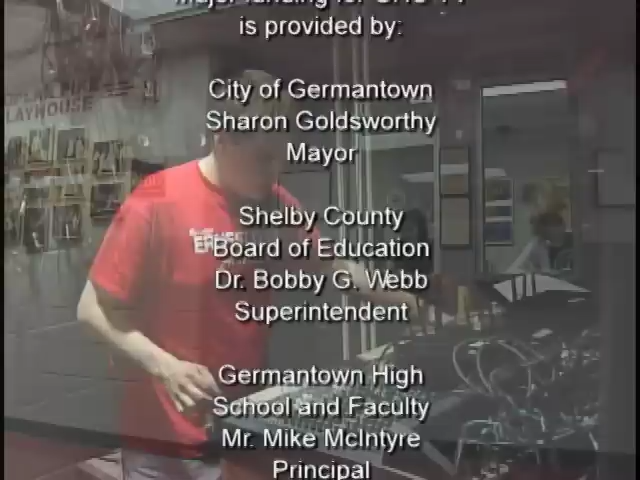 is provided by:
City of Germantown
Sharon Goldsworthy
Mayor
Shelby County
Board of Education
Dr. Bobby G. Webb
Superintendent
Germantown High
School and Faculty
Mr. Mike McIntyre
Principal